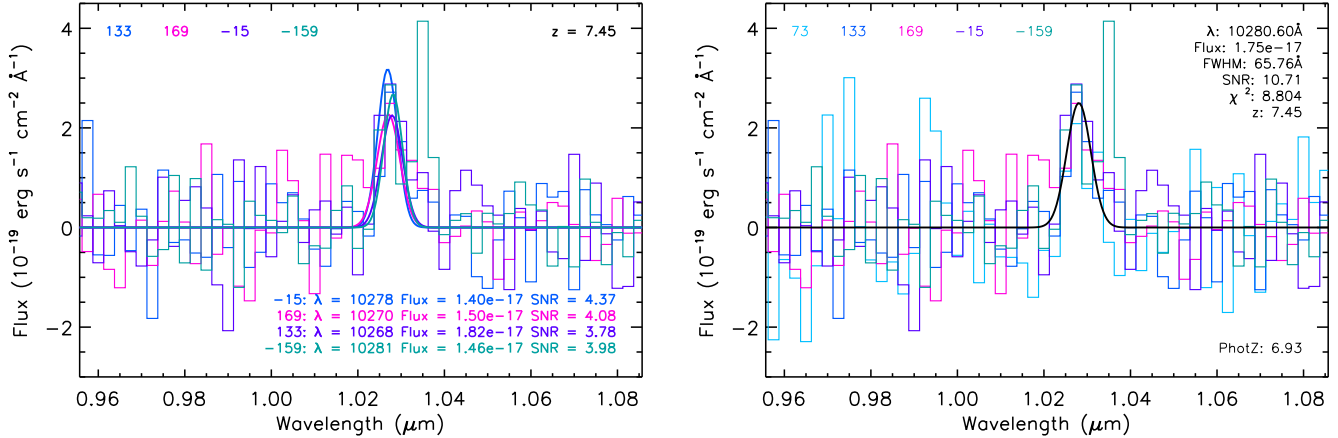 133 169 -15 -159 z = 7.45
4
2
0
-2
Flux (10⁻¹⁹ erg s⁻¹ cm⁻² Å⁻¹)
-15: λ = 10278 Flux = 1.40e-17 SNR = 4.37
169: λ = 10270 Flux = 1.50e-17 SNR = 4.08
133: λ = 10268 Flux = 1.82e-17 SNR = 3.78
-159: λ = 10281 Flux = 1.46e-17 SNR = 3.98
0.96 0.98 1.00 1.02 1.04 1.06 1.08
Wavelength (μm)
73 133 169 -15 -159
λ: 10280.60Å
Flux: 1.75e-17
FWHM: 65.76Å
SNR: 10.71
χ ²: 8.804
z: 7.45
4
2
0
-2
Flux (10⁻¹⁹ erg s⁻¹ cm⁻² Å⁻¹)
PhotZ: 6.93
0.96 0.98 1.00 1.02 1.04 1.06 1.08
Wavelength (μm)